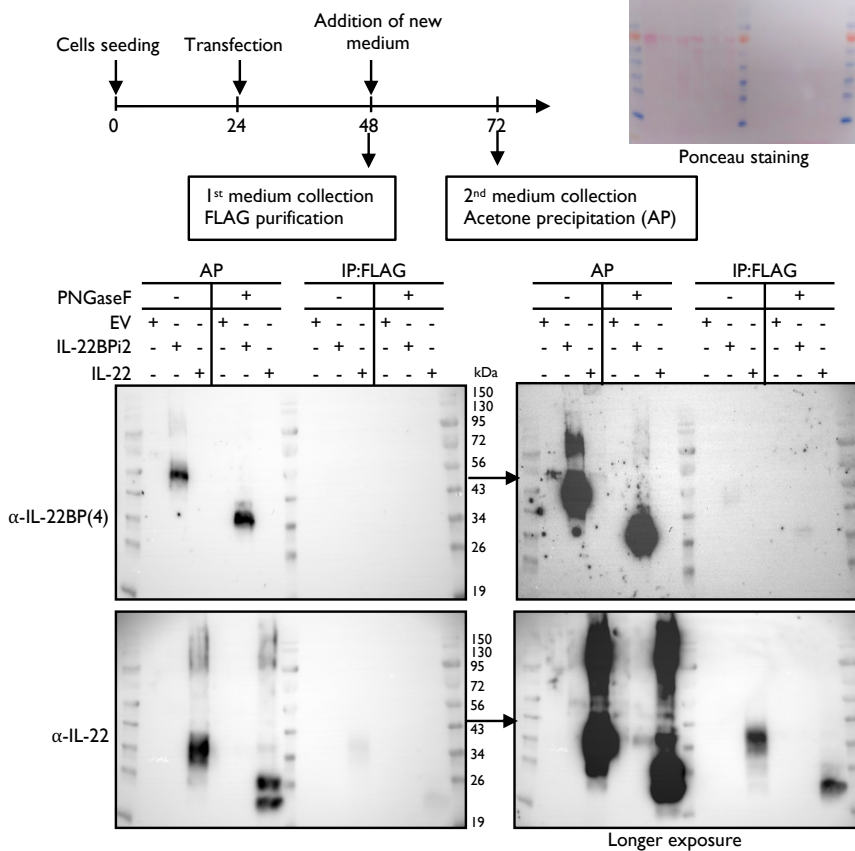 Addition of new
medium
Cells seeding
Transfection
0
24
48
72
Ponceau staining
1st medium collection
FLAG purification
2nd medium collection
Acetone precipitation (AP)
AP
IP:FLAG
AP
IP:FLAG
PNGaseF
- + - + - + - +
EV
+ - - + - - + - - + - - + - - + - - + - - + - -
IL-22BPi2
- + - - + - - + - - + - - + - - + - - + - - + -
IL-22
- - + - - + - - + - - + - - + - - + - - + - - +
kDa
150
130
95
72
56
43
34
26
19
α-IL-22BP(4)
150
130
95
72
56
43
34
26
19
α-IL-22
Longer exposure